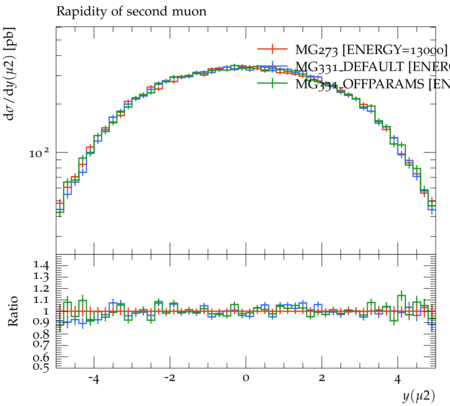 Rapidity of second muon
dσ/dy(μ2) [pb]
MG273 [ENERGY=13000]
MG331_DEFAULT [ENERG
MG331_OFFPARAMS [EN
10²
Ratio
1.4
1.3
1.2
1.1
1
0.9
0.8
0.7
0.6
0.5
-4 -2 0 2 4
y(μ2)